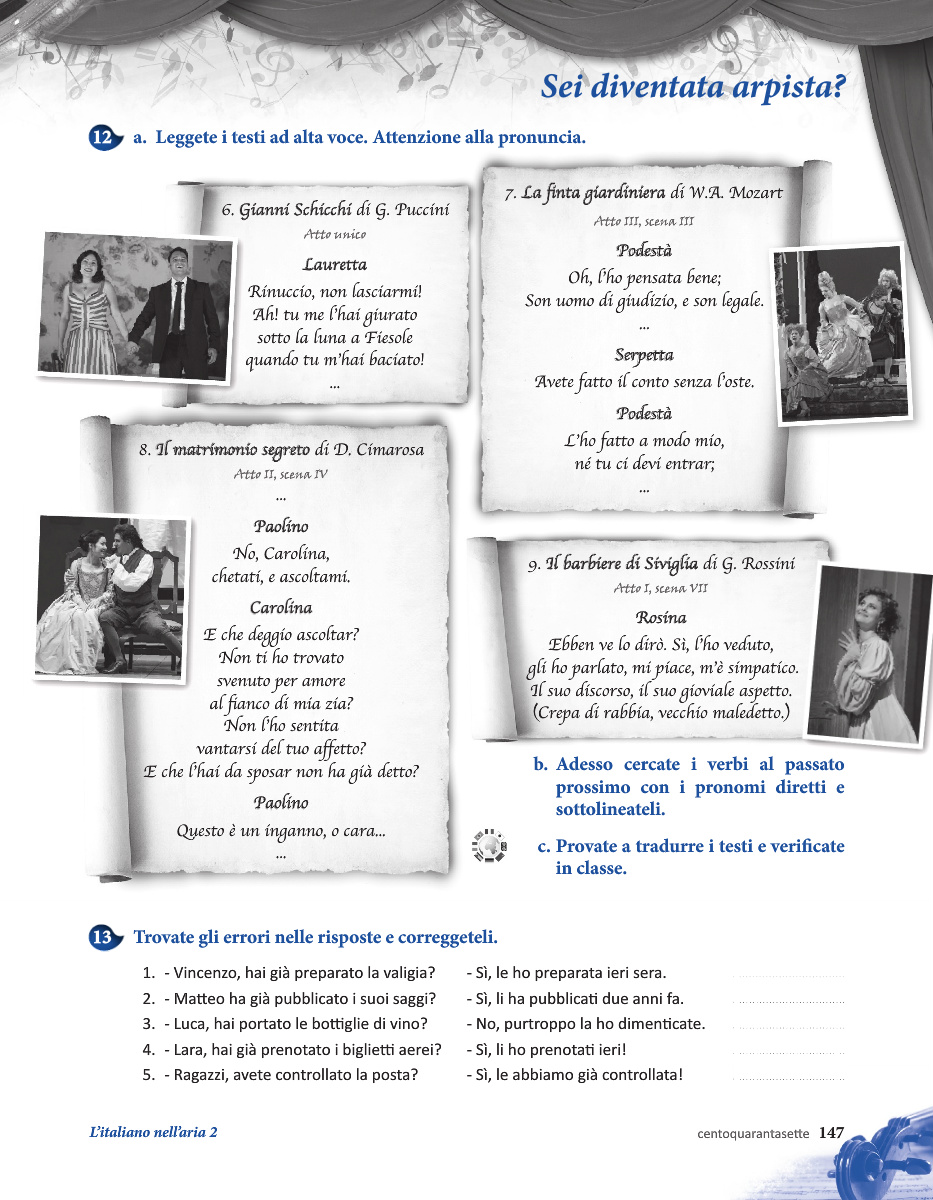 Sei diventata arpista?
12 a. Leggete i testi ad alta voce. Attenzione alla pronuncia.
6. Gianni Schicchi di G. Puccini
Atto unico
Lauretta
Rinuccio, non lasciarmi!
Ah! tu me l'hai giurato
sotto la luna a Fiesole
quando tu m'hai baciato!
...
7. La finta giardiniera di W.A. Mozart
Atto III, scena III
Podestà
Oh, l'ho pensata bene;
Son uomo di giudizio, e son legale.
...
Serpetta
Avete fatto il conto senza l'oste.
Podestà
L'ho fatto a modo mio,
né tu ci devi entrar;
...
8. Il matrimonio segreto di D. Cimarosa
Atto II, scena IV
...
Paolino
No, Carolina,
chetati, e ascoltami.
Carolina
E che deggio ascoltar?
Non ti ho trovato
svenuto per amore
al fianco di mia zia?
Non l'ho sentita
vantarsi del tuo affetto?
E che l'hai da sposar non ha già detto?
Paolino
Questo è un inganno, o cara...
...
9. Il barbiere di Siviglia di G. Rossini
Atto I, scena VII
Rosina
Ebben ve lo dirò. Sì, l'ho veduto,
gli ho parlato, mi piace, m'è simpatico.
Il suo discorso, il suo gioviale aspetto.
(Crepa di rabbia, vecchio maledetto.)
b. Adesso cercate i verbi al passato
prossimo con i pronomi diretti e
sottolineateli.
c. Provate a tradurre i testi e verificate
in classe.
13 Trovate gli errori nelle risposte e correggeteli.
1. - Vincenzo, hai già preparato la valigia? - Sì, le ho preparata ieri sera.
2. - Matteo ha già pubblicato i suoi saggi? - Sì, li ha pubblicati due anni fa.
3. - Luca, hai portato le bottiglie di vino? - No, purtroppo la ho dimenticate.
4. - Lara, hai già prenotato i biglietti aerei? - Sì, li ho prenotati ieri!
5. - Ragazzi, avete controllato la posta? - Sì, le abbiamo già controllata!
L'italiano nell'aria 2
centoquarantasette 147